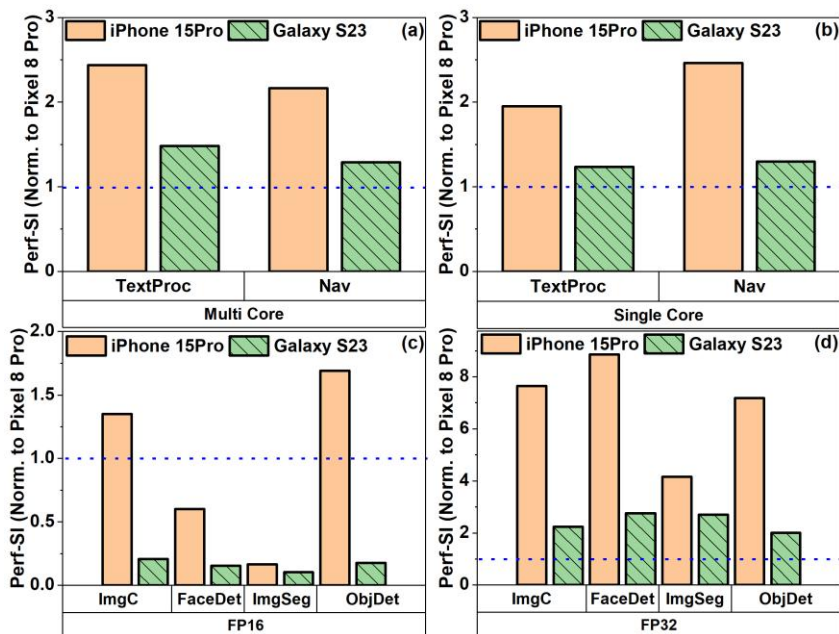 iPhone 15Pro Galaxy S23 (a)
Perf-SI (Norm. to Pixel 8 Pro)
3
2
1
0
TextProc Nav
Multi Core
iPhone 15Pro Galaxy S23 (b)
Perf-SI (Norm. to Pixel 8 Pro)
3
2
1
0
TextProc Nav
Single Core
iPhone 15Pro Galaxy S23 (c)
Perf-SI (Norm. to Pixel 8 Pro)
2.0
1.5
1.0
0.5
0.0
ImgC FaceDet ImgSeg ObjDet
FP16
iPhone 15Pro Galaxy S23 (d)
Perf-SI (Norm. to Pixel 8 Pro)
8
6
4
2
0
ImgC FaceDet ImgSeg ObjDet
FP32